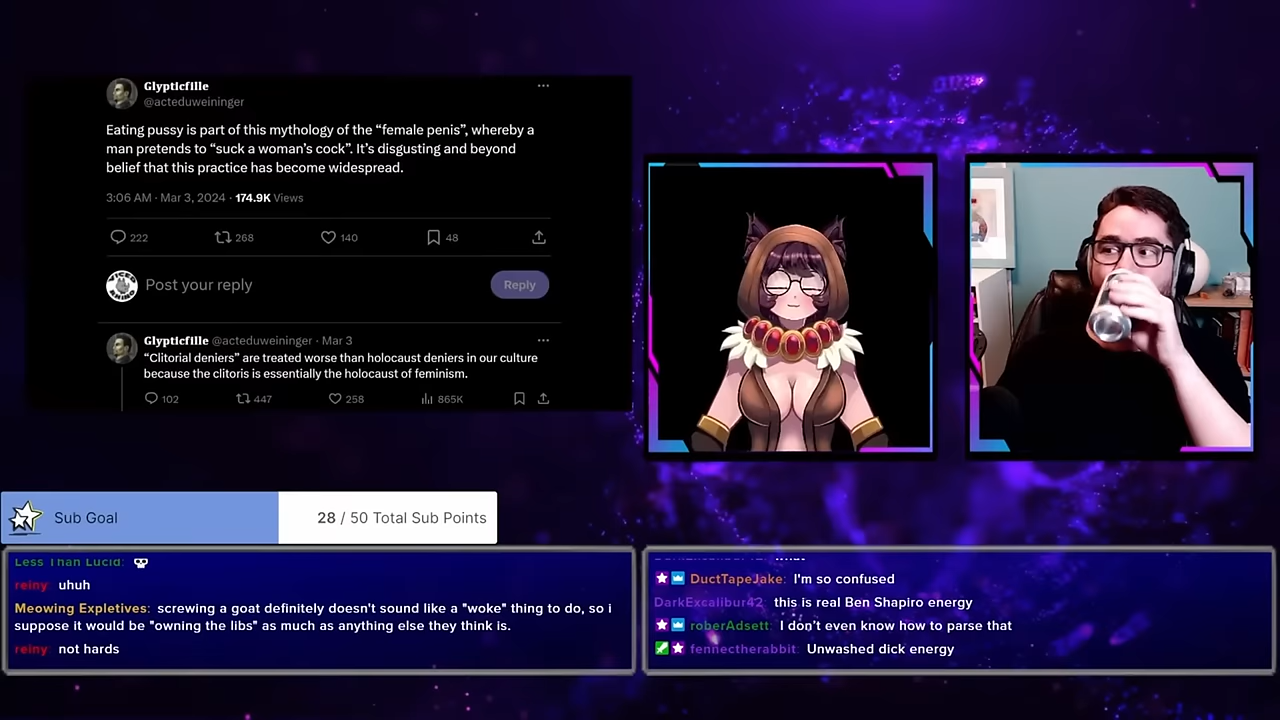 Glypticfille
@acteduweininger
Eating pussy is part of this mythology of the “female penis”, whereby a
man pretends to “suck a woman’s cock”. It’s disgusting and beyond
belief that this practice has become widespread.
3:06 AM · Mar 3, 2024 · 174.9K Views
222 268 140 48
Post your reply Reply
Glypticfille @acteduweininger · Mar 3
“Clitorial deniers” are treated worse than holocaust deniers in our culture
because the clitoris is essentially the holocaust of feminism.
102 447 258 865K
Sub Goal 28 / 50 Total Sub Points
Less Than Lucid:
reiny: uhuh
Meowing Expletives: screwing a goat definitely doesn't sound like a "woke" thing to do, so i
suppose it would be "owning the libs" as much as anything else they think is.
reiny: not hards
DuctTapeJake: I'm so confused
DarkExcalibur42: this is real Ben Shapiro energy
roberAdsett: I don't even know how to parse that
fennectherabbit: Unwashed dick energy